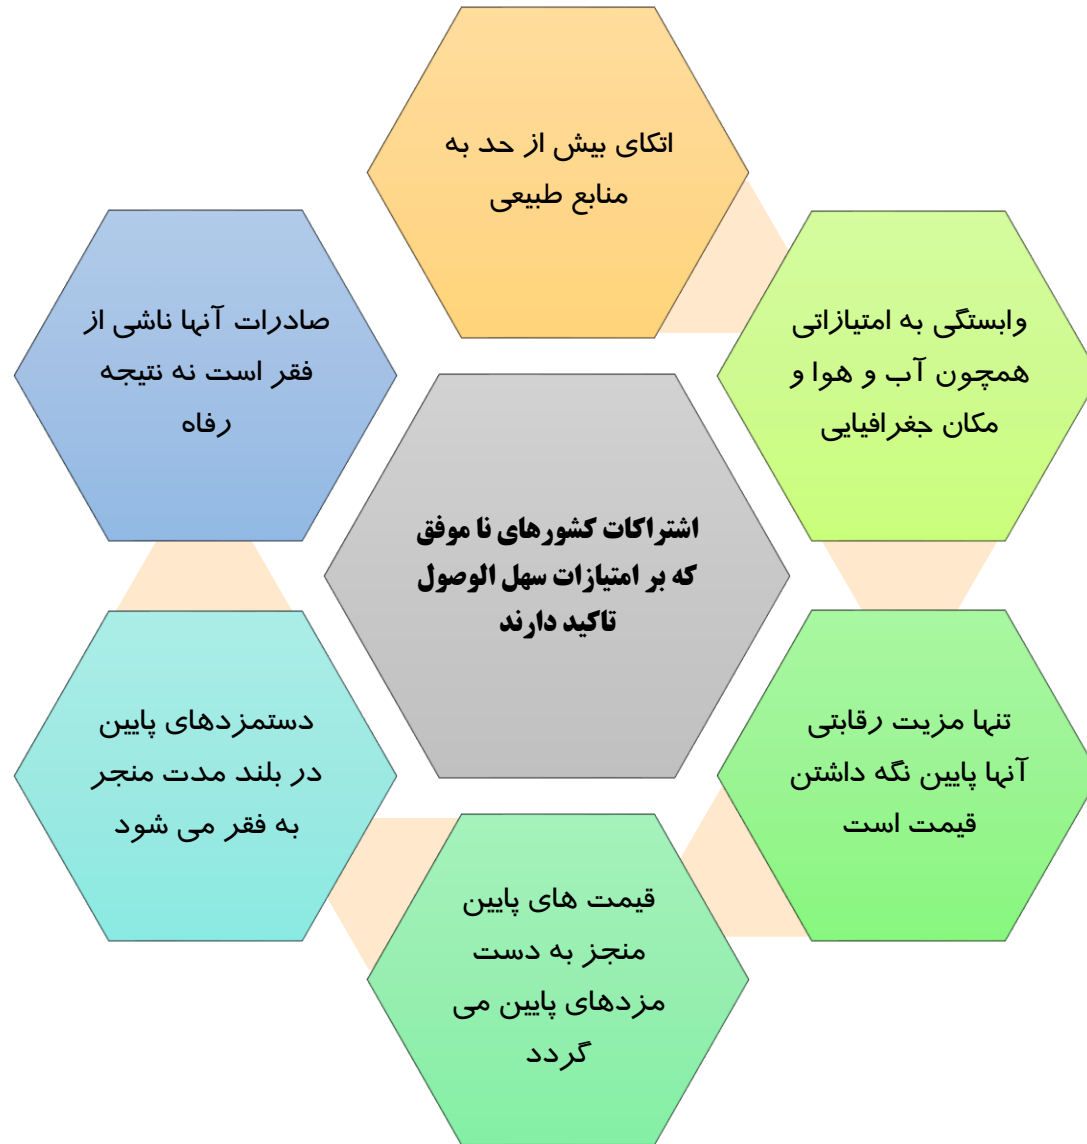 اتکای بیش از حد به
منابع طبیعی
وابستگی به امتیازاتی
همچون آب و هوا و
مکان جغرافیایی
تنها مزیت رقابتی
آنها پایین نگه داشتن
قیمت است
قیمت های پایین
منجز به دست
مزدهای پایین می
گردد
دستمزدهای پایین
در بلند مدت منجر
به فقر می شود
صادرات آنها ناشی از
فقر است نه نتیجه
رفاه
اشتراکات کشورهای نا موفق
که بر امتیازات سهل الوصول
تاکید دارند